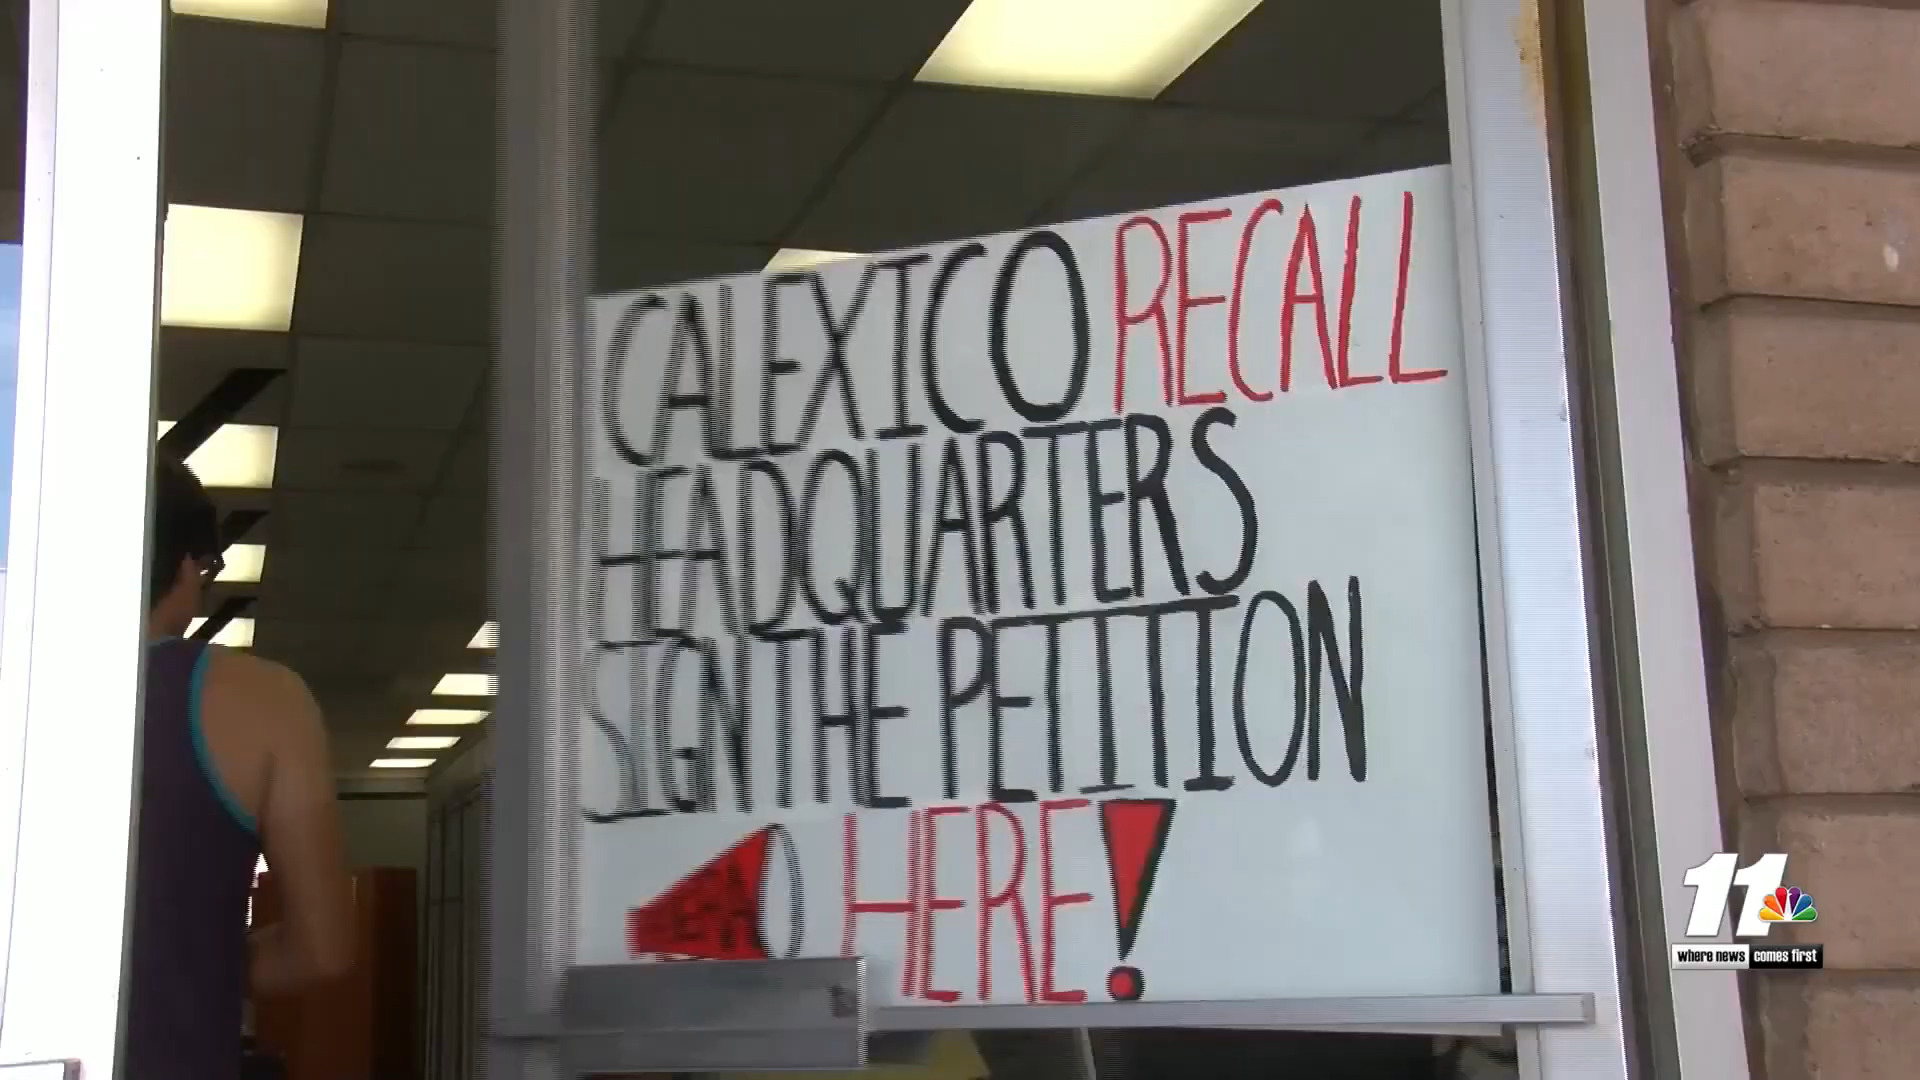 CALEXICO RECALL
HEADQUARTERS
SIGN THE PETITION
HERE!
11
where news comes first